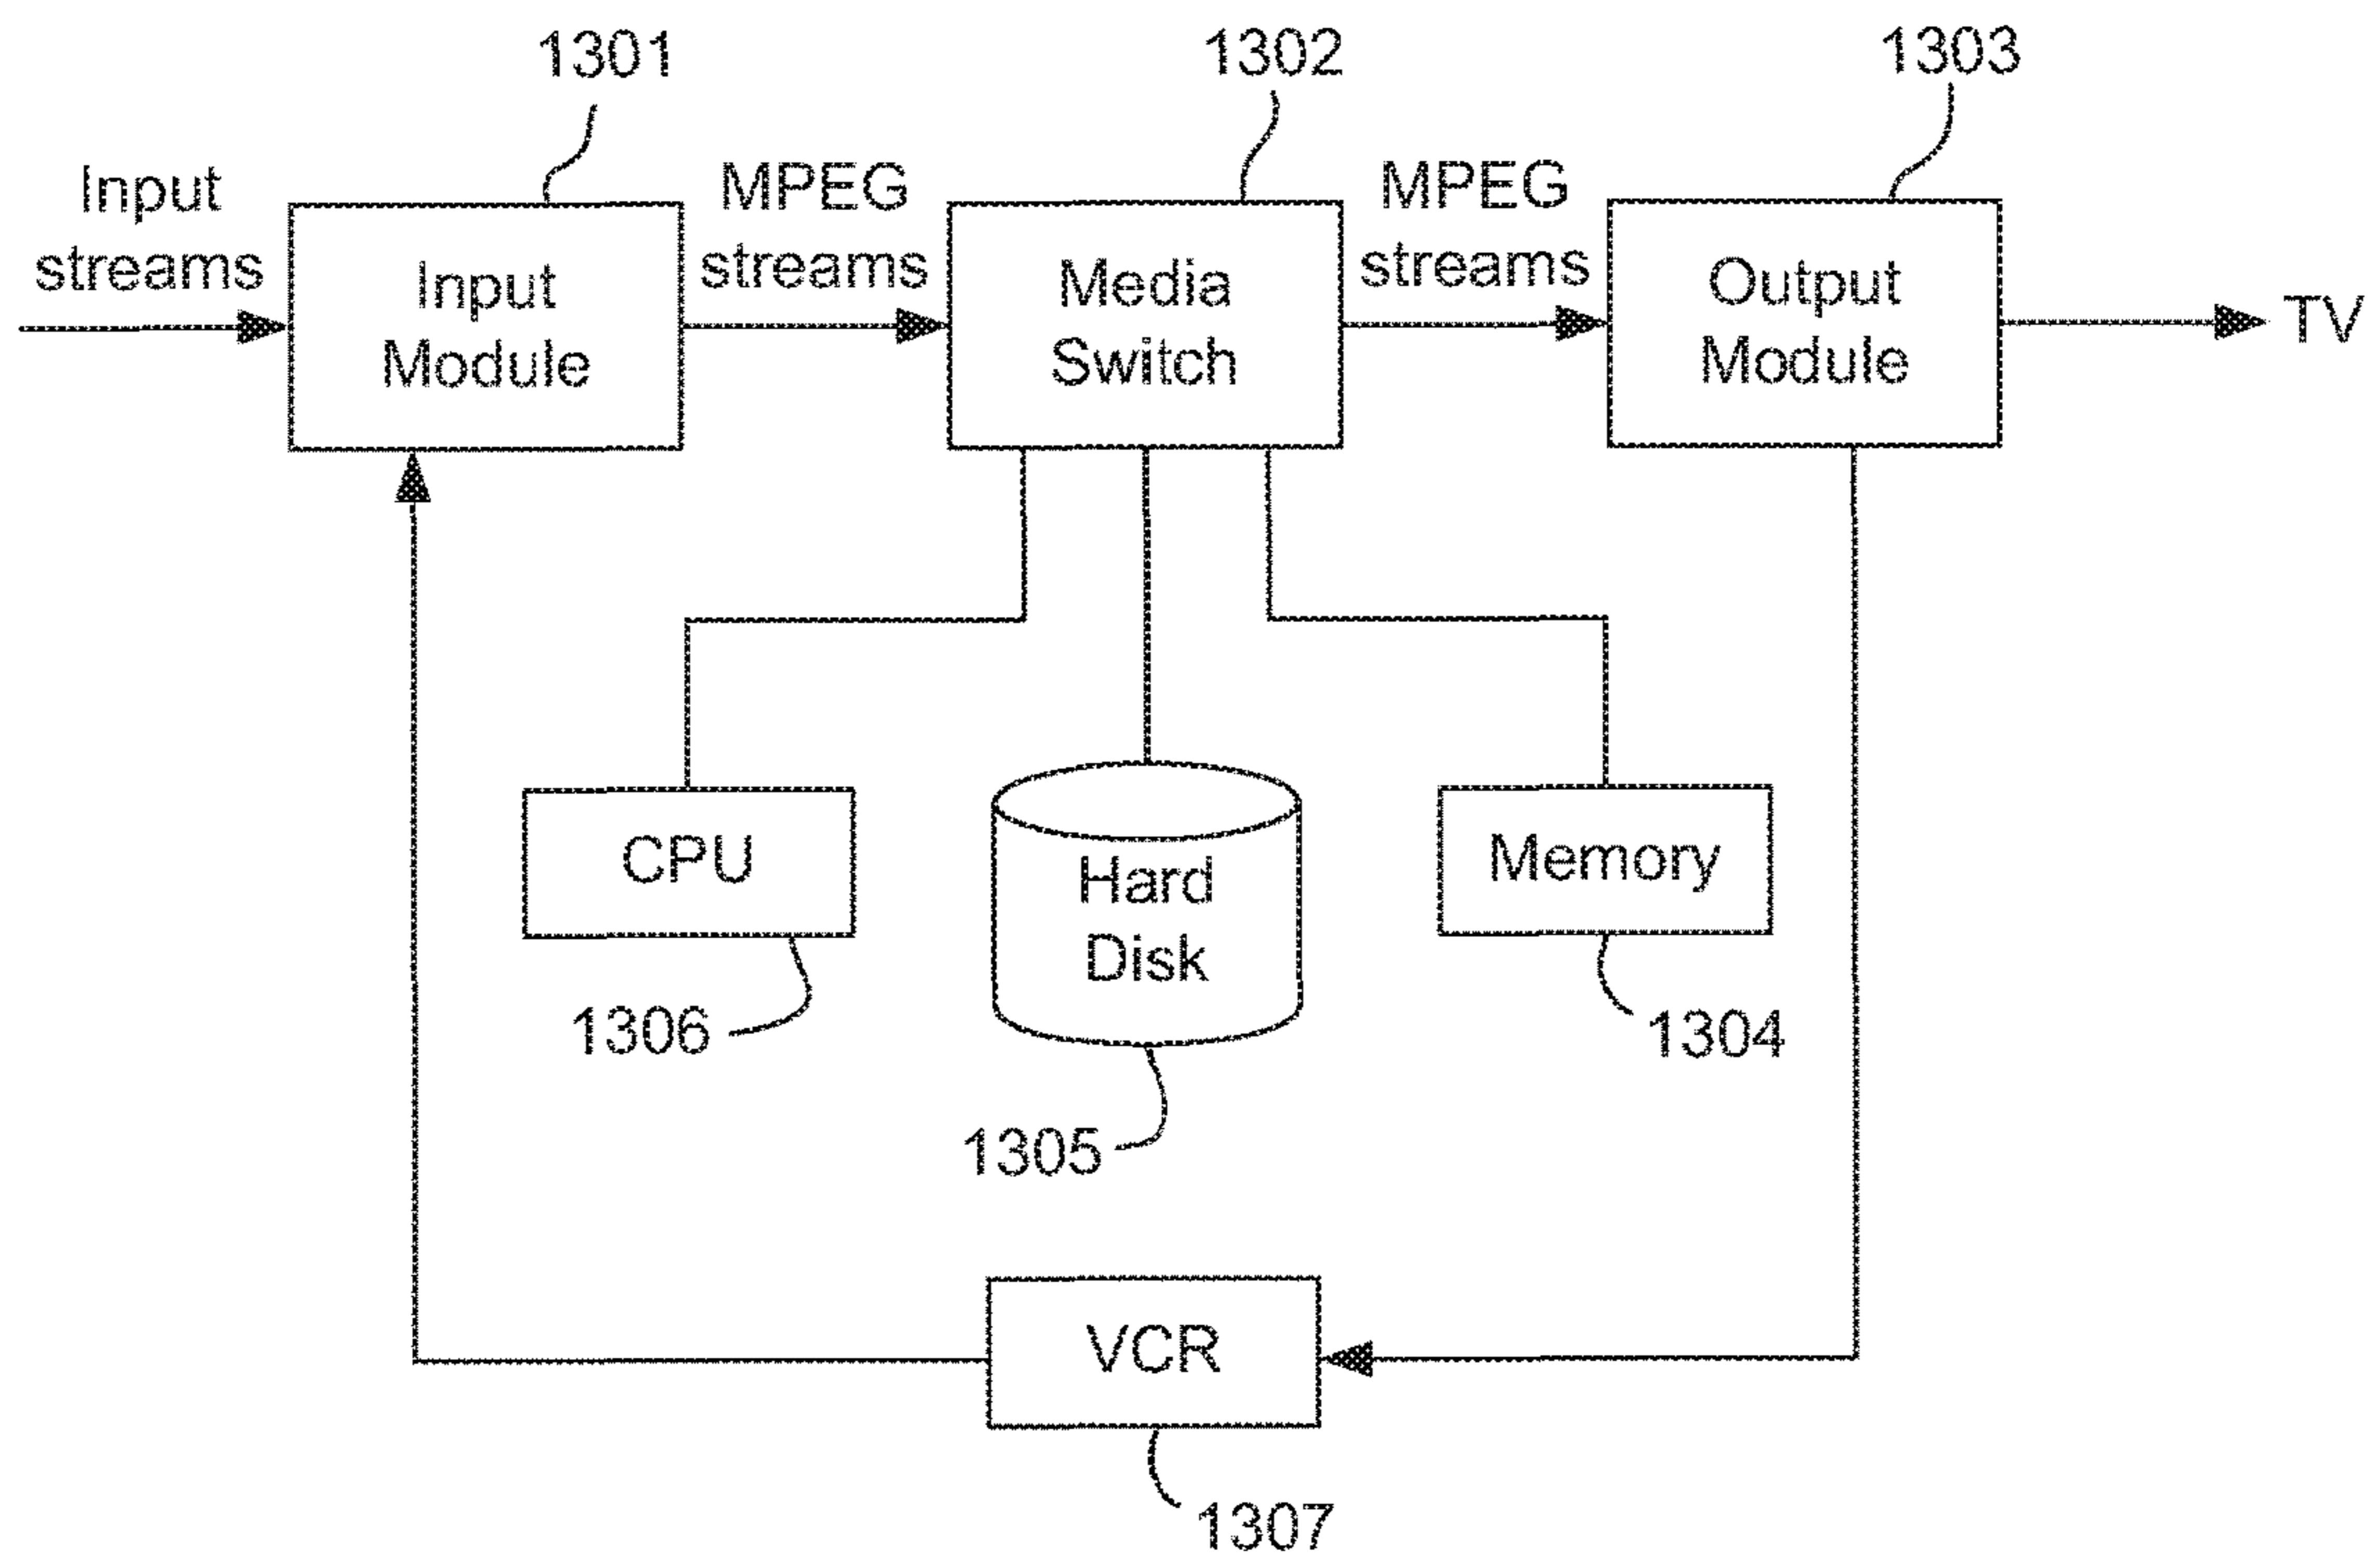 1301
1302
1303
Input
streams
Input
Module
MPEG
streams
Media
Switch
MPEG
streams
Output
Module
TV
CPU
Hard
Disk
Memory
1306
1304
1305
VCR
1307